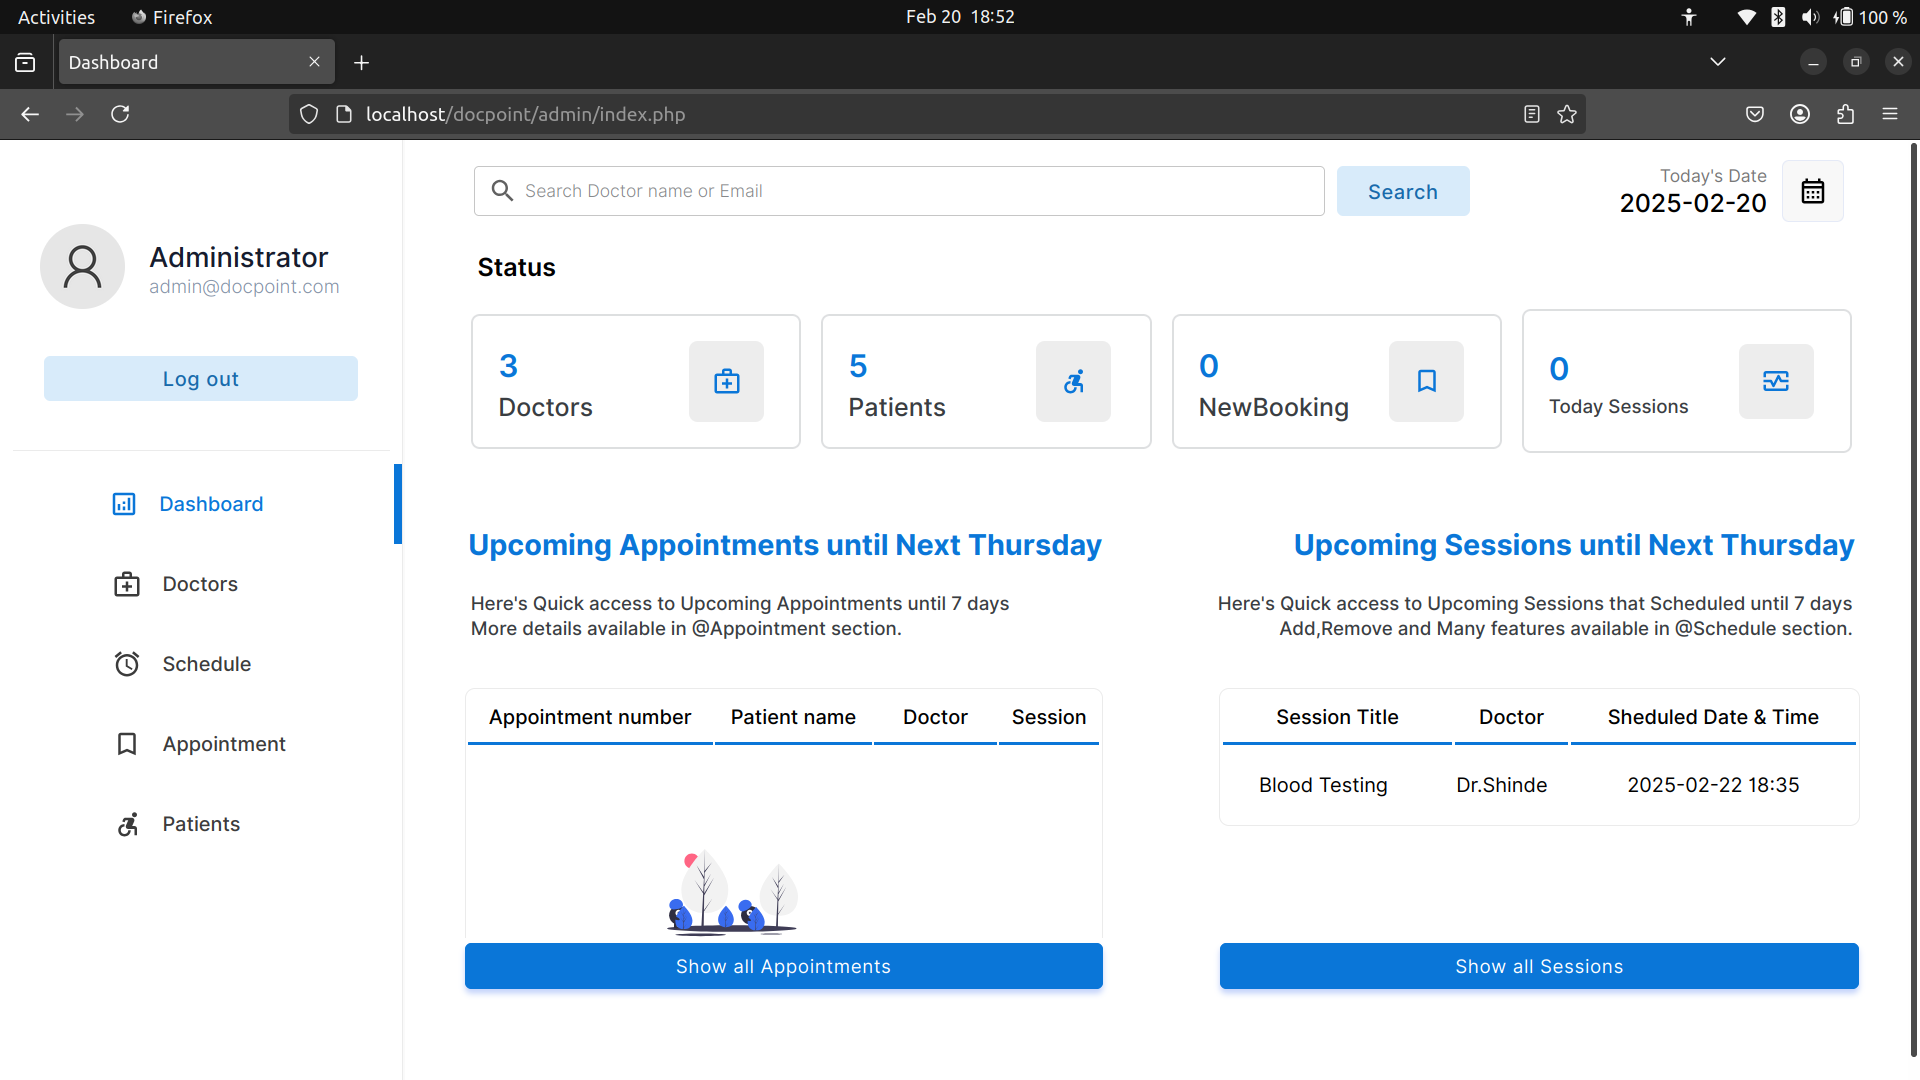 Activities
Firefox
Feb 20 18:52
100 %
Dashboard
localhost/docpoint/admin/index.php
Search Doctor name or Email
Search
Today's Date
2025-02-20
Administrator
admin@docpoint.com
Log out
Dashboard
Doctors
Schedule
Appointment
Patients
Status
3
Doctors
5
Patients
0
NewBooking
0
Today Sessions
Upcoming Appointments until Next Thursday
Here's Quick access to Upcoming Appointments until 7 days
More details available in @Appointment section.
Appointment number Patient name Doctor Session
Show all Appointments
Upcoming Sessions until Next Thursday
Here's Quick access to Upcoming Sessions that Scheduled until 7 days
Add,Remove and Many features available in @Schedule section.
Session Title Doctor Sheduled Date & Time
Blood Testing Dr.Shinde 2025-02-22 18:35
Show all Sessions